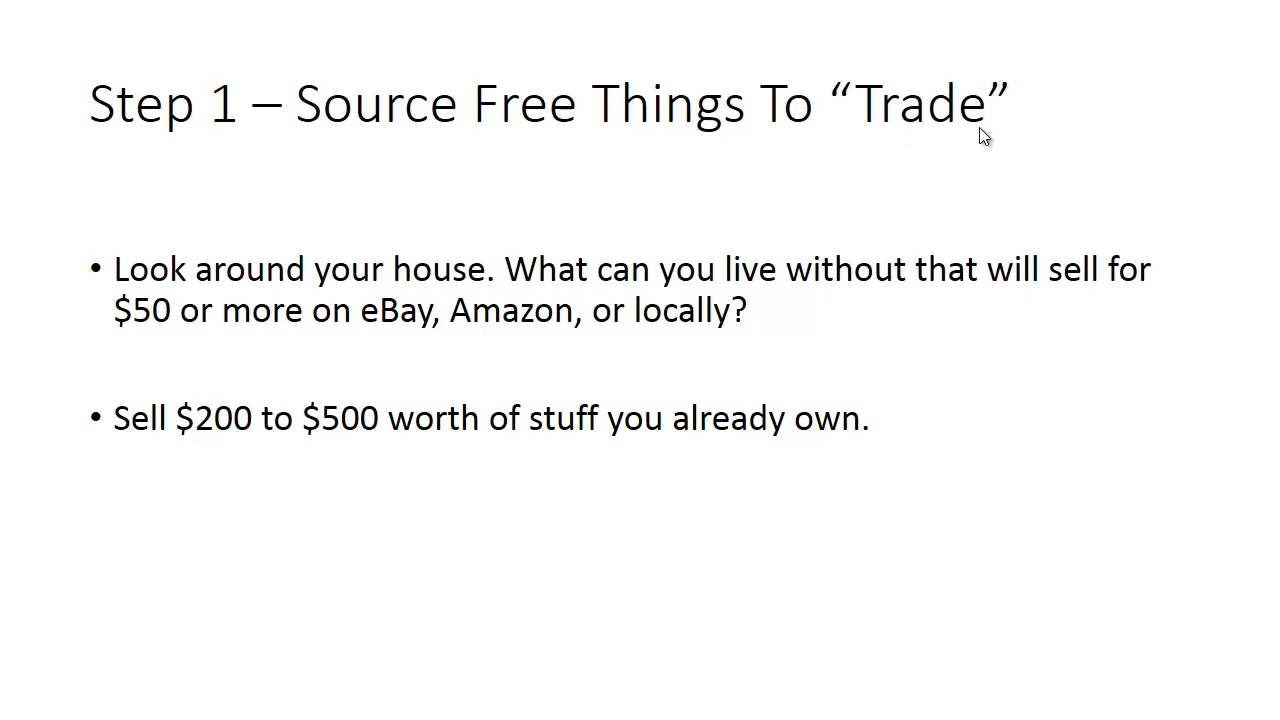 Step 1 – Source Free Things To “Trade”
• Look around your house. What can you live without that will sell for
$50 or more on eBay, Amazon, or locally?
• Sell $200 to $500 worth of stuff you already own.